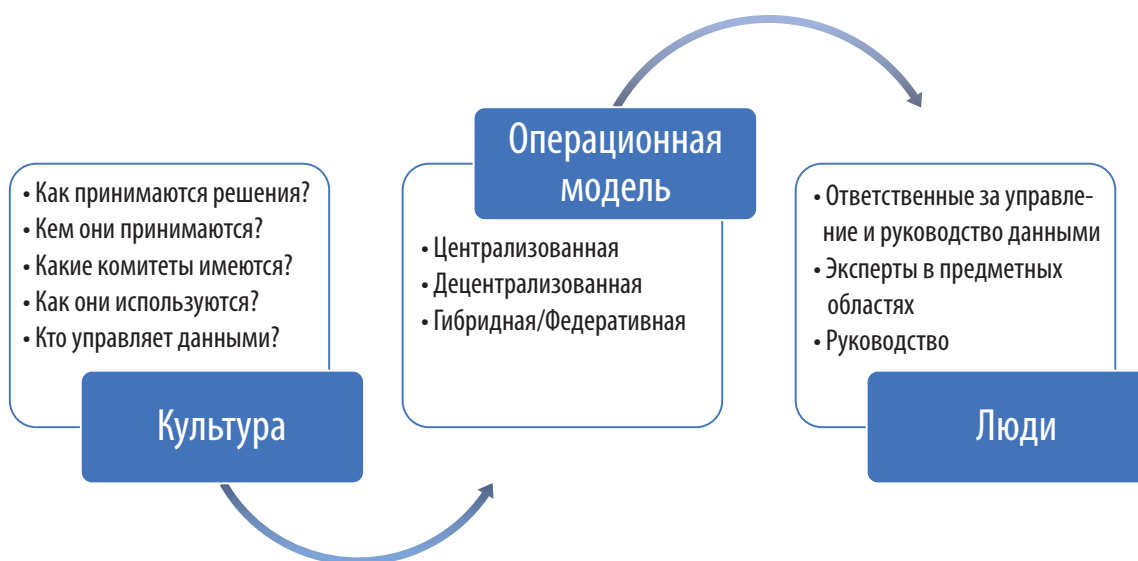 • Как принимаются решения?
• Кем они принимаются?
• Какие комитеты имеются?
• Как они используются?
• Кто управляет данными?
Культура
Операционная
модель
• Централизованная
• Децентрализованная
• Гибридная/Федеративная
• Ответственные за управле-
ние и руководство данными
• Эксперты в предметных
областях
• Руководство
Люди